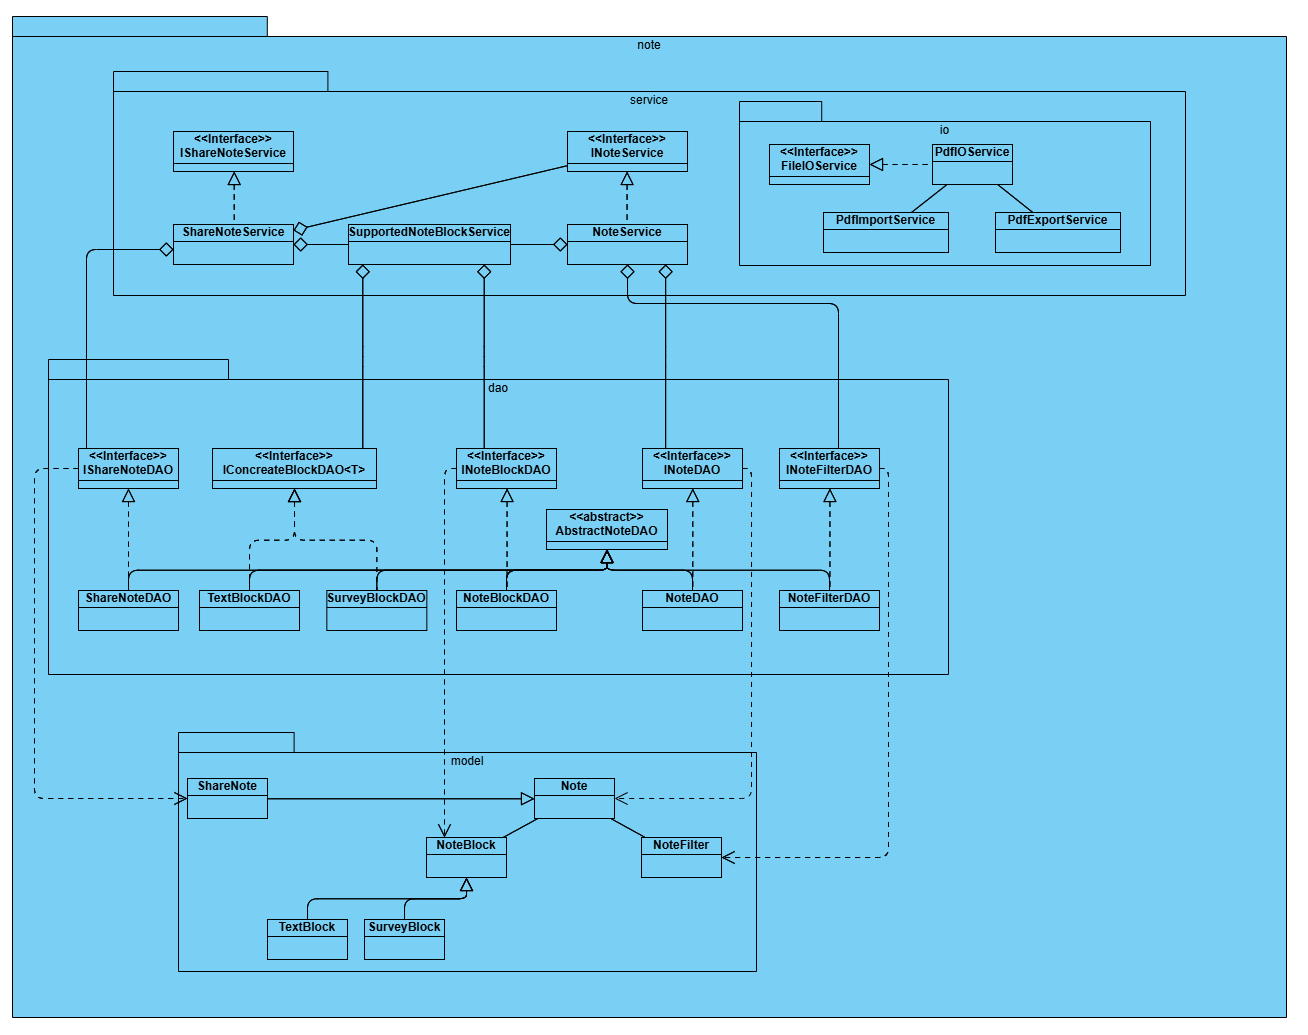 note
service
<<Interface>>
IShareNoteService
<<Interface>>
INoteService
io
<<Interface>>
FileIOService
PdfIOService
PdfImportService
PdfExportService
ShareNoteService
SupportedNoteBlockService
NoteService
dao
<<Interface>>
IShareNoteDAO
<<Interface>>
IConcreateBlockDAO<T>
<<Interface>>
INoteBlockDAO
<<Interface>>
INoteDAO
<<Interface>>
INoteFilterDAO
<<abstract>>
AbstractNoteDAO
ShareNoteDAO
TextBlockDAO
SurveyBlockDAO
NoteBlockDAO
NoteDAO
NoteFilterDAO
model
ShareNote
Note
NoteBlock
NoteFilter
TextBlock
SurveyBlock